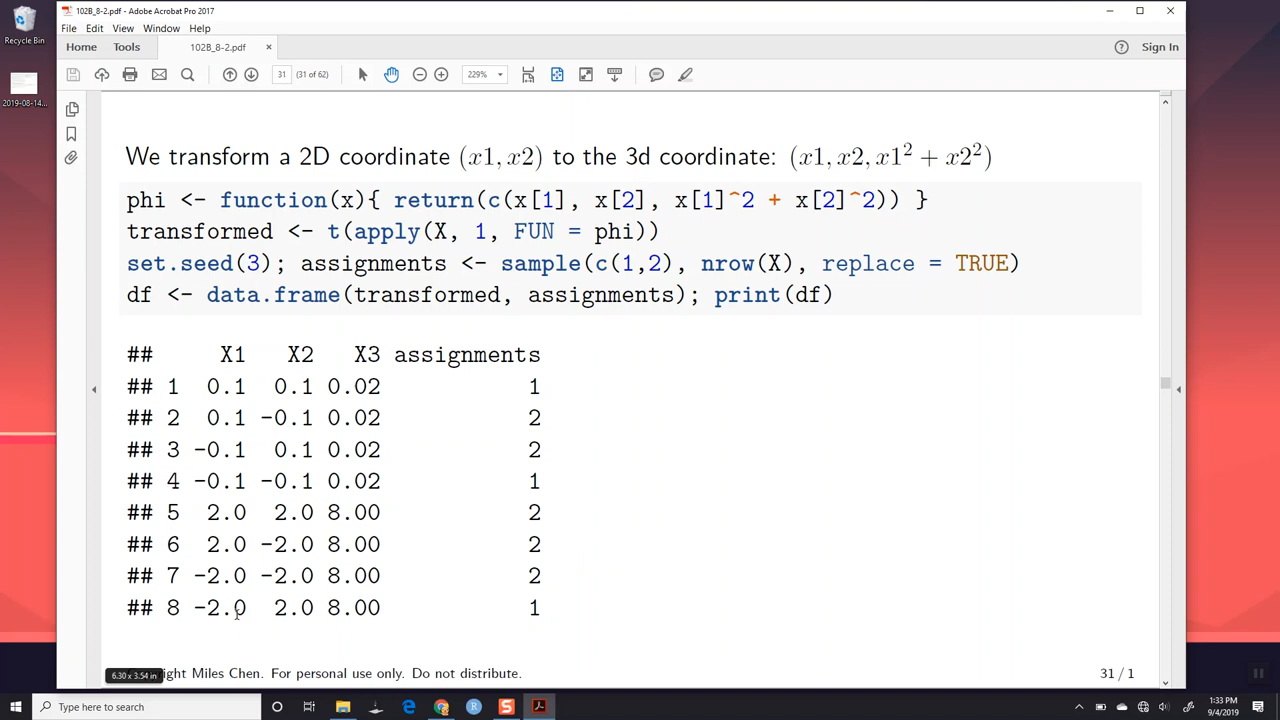 102B_8-2.pdf - Adobe Acrobat Pro 2017
File Edit View Window Help
Home Tools 102B_8-2.pdf × Sign In
31 (31 of 62) 229%
Recycle Bin
2019-08-14...
We transform a 2D coordinate (x1, x2) to the 3d coordinate: (x1, x2, x1² + x2²)
phi <- function(x){ return(c(x[1], x[2], x[1]^2 + x[2]^2)) }
transformed <- t(apply(X, 1, FUN = phi))
set.seed(3); assignments <- sample(c(1,2), nrow(X), replace = TRUE)
df <- data.frame(transformed, assignments); print(df)
## X1 X2 X3 assignments
## 1 0.1 0.1 0.02 1
## 2 0.1 -0.1 0.02 2
## 3 -0.1 0.1 0.02 2
## 4 -0.1 -0.1 0.02 1
## 5 2.0 2.0 8.00 2
## 6 2.0 -2.0 8.00 2
## 7 -2.0 -2.0 8.00 2
## 8 -2.0 2.0 8.00 1
6.30 x 3.54 in
ght Miles Chen. For personal use only. Do not distribute. 31 / 1
Type here to search
1:33 PM
9/4/2019